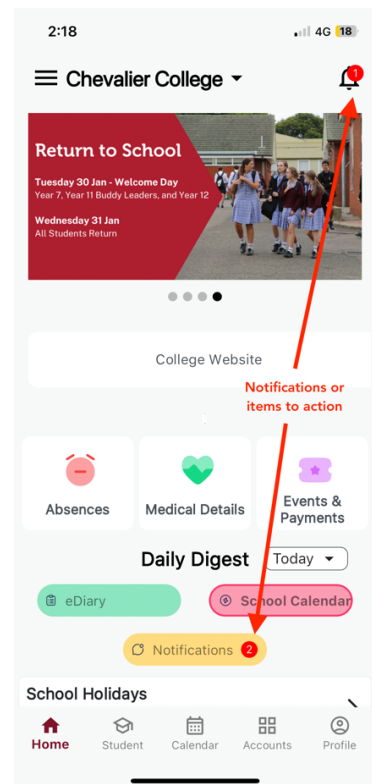 2:18
4G 18
Chevalier College
1
Return to School
Tuesday 30 Jan - Welcome Day
Year 7, Year 11 Buddy Leaders, and Year 12
Wednesday 31 Jan
All Students Return
College Website
Notifications or
items to action
Absences
Medical Details
Events &
Payments
Daily Digest
Today
eDiary
School Calendar
Notifications 2
School Holidays
Home
Student
Calendar
Accounts
Profile